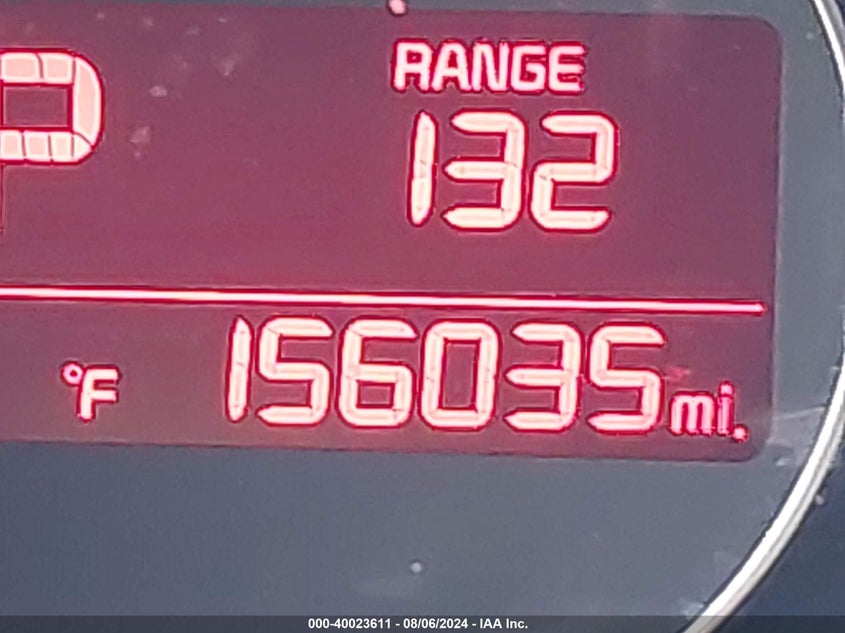 P
RANGE
132
°F
156035 mi.
000-40023611 - 08/06/2024 - IAA Inc.